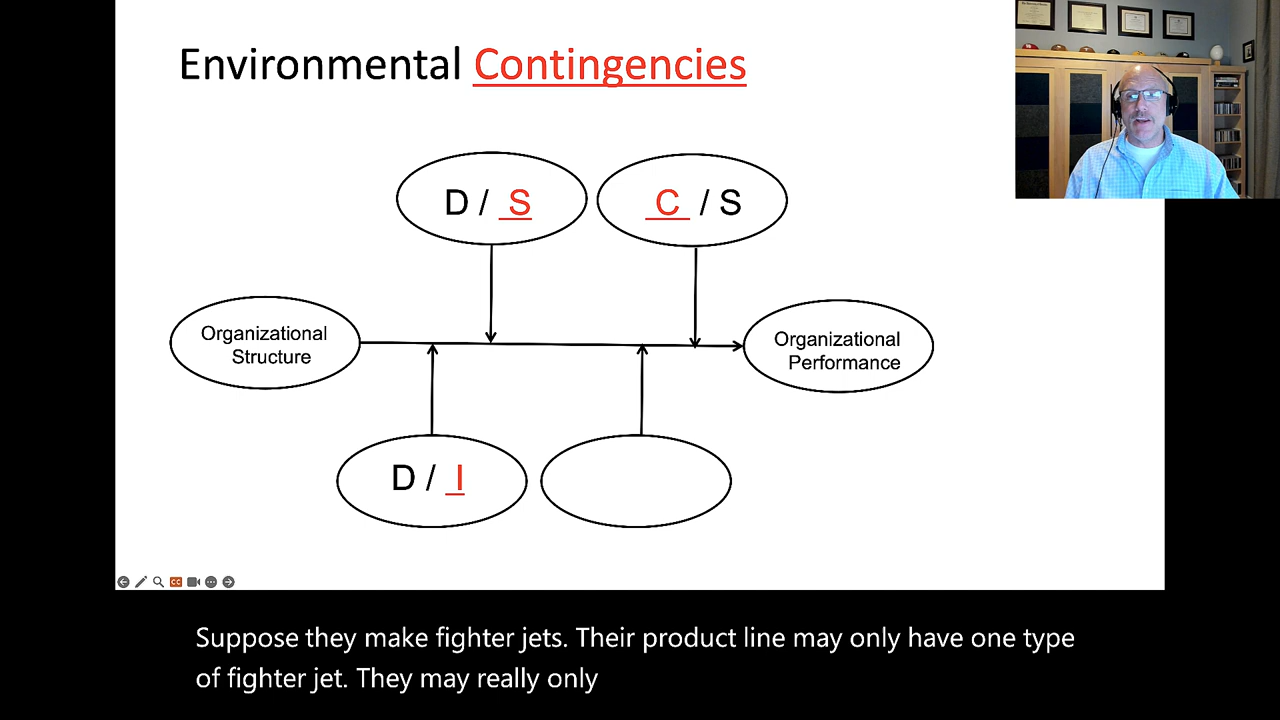 Environmental Contingencies
D / S
C / S
Organizational
Structure
Organizational
Performance
D / I
CC
Suppose they make fighter jets. Their product line may only have one type
of fighter jet. They may really only